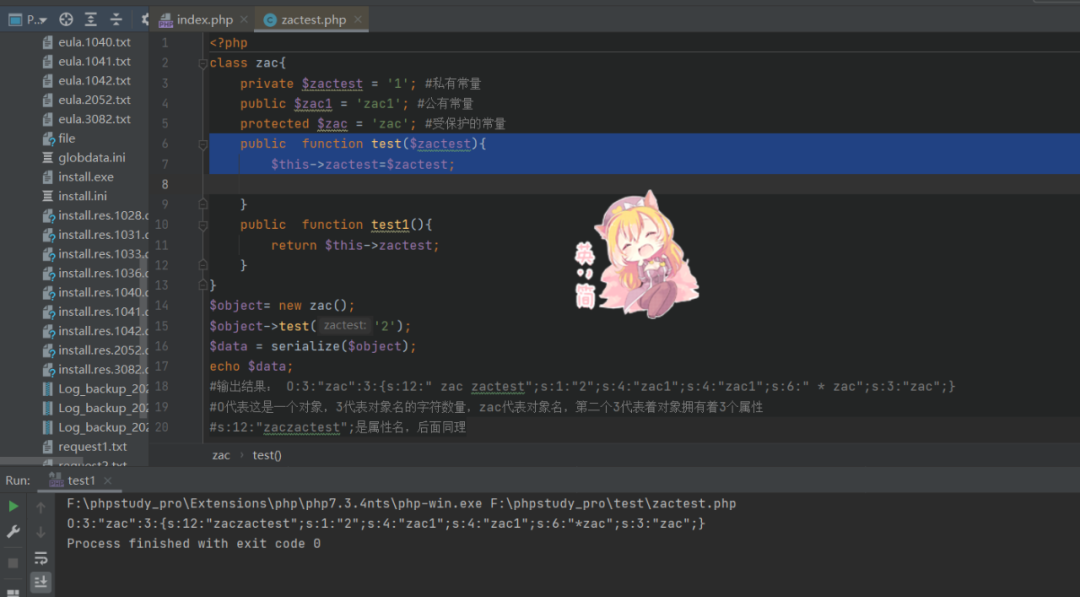 P..
index.php
zactest.php
eula.1040.txt
eula.1041.txt
eula.1042.txt
eula.2052.txt
eula.3082.txt
file
globdata.ini
install.exe
install.ini
install.res.1028.
install.res.1031.
install.res.1033.
install.res.1036.
install.res.1040.
install.res.1041.
install.res.1042.
install.res.2052.
install.res.3082.
Log_backup_202
Log_backup_202
Log_backup_202
request1.txt
1 <?php
2 class zac{
3 private $zactest = '1'; #私有常量
4 public $zac1 = 'zac1'; #公有常量
5 protected $zac = 'zac'; #受保护的常量
6 public function test($zactest){
7 $this->zactest=$zactest;
8
9 }
10 public function test1(){
11 return $this->zactest;
12 }
13 }
14 $object= new zac();
15 $object->test( zactest: '2');
16 $data = serialize($object);
17 echo $data;
18 #输出结果： O:3:"zac":3:{s:12:" zac zactest";s:1:"2";s:4:"zac1";s:4:"zac1";s:6:" * zac";s:3:"zac";}
19 #O代表这是一个对象，3代表对象名的字符数量，zac代表对象名，第二个3代表着对象拥有着3个属性
20 #s:12:"zaczactest";是属性名，后面同理
英
简
zac › test()
Run: test1
F:\phpstudy_pro\Extensions\php\php7.3.4nts\php-win.exe F:\phpstudy_pro\test\zactest.php
O:3:"zac":3:{s:12:"zaczactest";s:1:"2";s:4:"zac1";s:4:"zac1";s:6:"*zac";s:3:"zac";}
Process finished with exit code 0